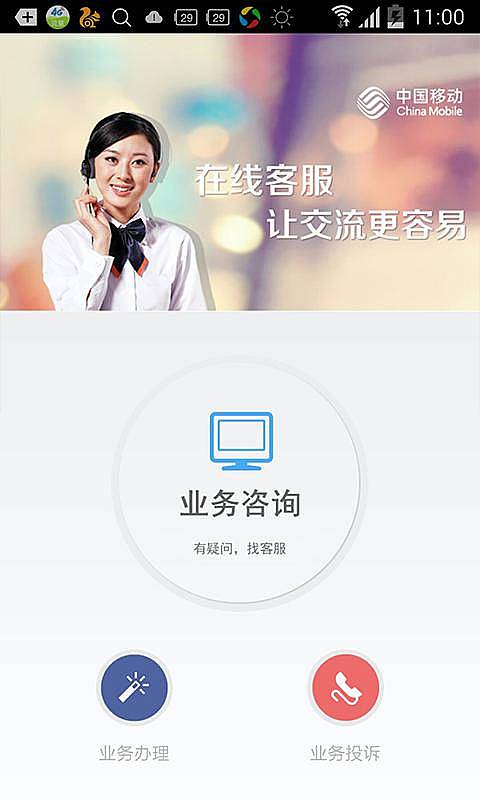 4G
29
29
11:00
中国移动
China Mobile
在线客服
让交流更容易
业务咨询
有疑问，找客服
业务办理
业务投诉